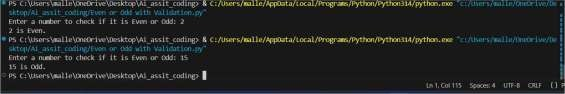 PS C:\Users\malle\OneDrive\Desktop\Ai_assit_coding> & C:/Users/malle/AppData/Local/Programs/Python/Python314/python.exe "c:/Users/malle/OneDrive/De
sktop/Ai_assit_coding/Even or Odd with Validation.py"
Enter a number to check if it is Even or Odd: 2
2 is Even.
PS C:\Users\malle\OneDrive\Desktop\Ai_assit_coding> & C:/Users/malle/AppData/Local/Programs/Python/Python314/python.exe "c:/Users/malle/OneDrive/De
sktop/Ai_assit_coding/Even or Odd with Validation.py"
Enter a number to check if it is Even or Odd: 15
15 is Odd.
PS C:\Users\malle\OneDrive\Desktop\Ai_assit_coding>
Ln 1, Col 115 Spaces: 4 UTF-8 CRLF {} P